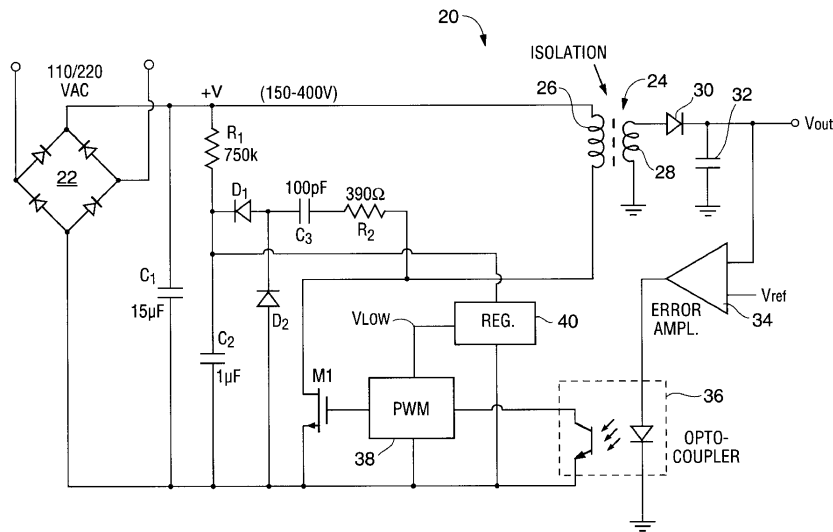 20
ISOLATION
110/220
VAC
+V
(150-400V)
26
24
30
32
Vout
R1
750k
22
28
D1
100pF
390Ω
C3
R2
C1
15μF
D2
VLOW
REG.
40
ERROR
AMPL.
Vref
34
C2
1μF
M1
PWM
38
36
OPTO-
COUPLER